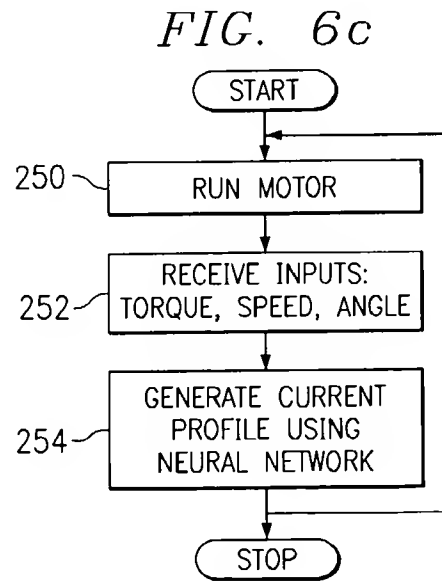 FIG. 6c
START
250
RUN MOTOR
252
RECEIVE INPUTS:
TORQUE, SPEED, ANGLE
254
GENERATE CURRENT
PROFILE USING
NEURAL NETWORK
STOP